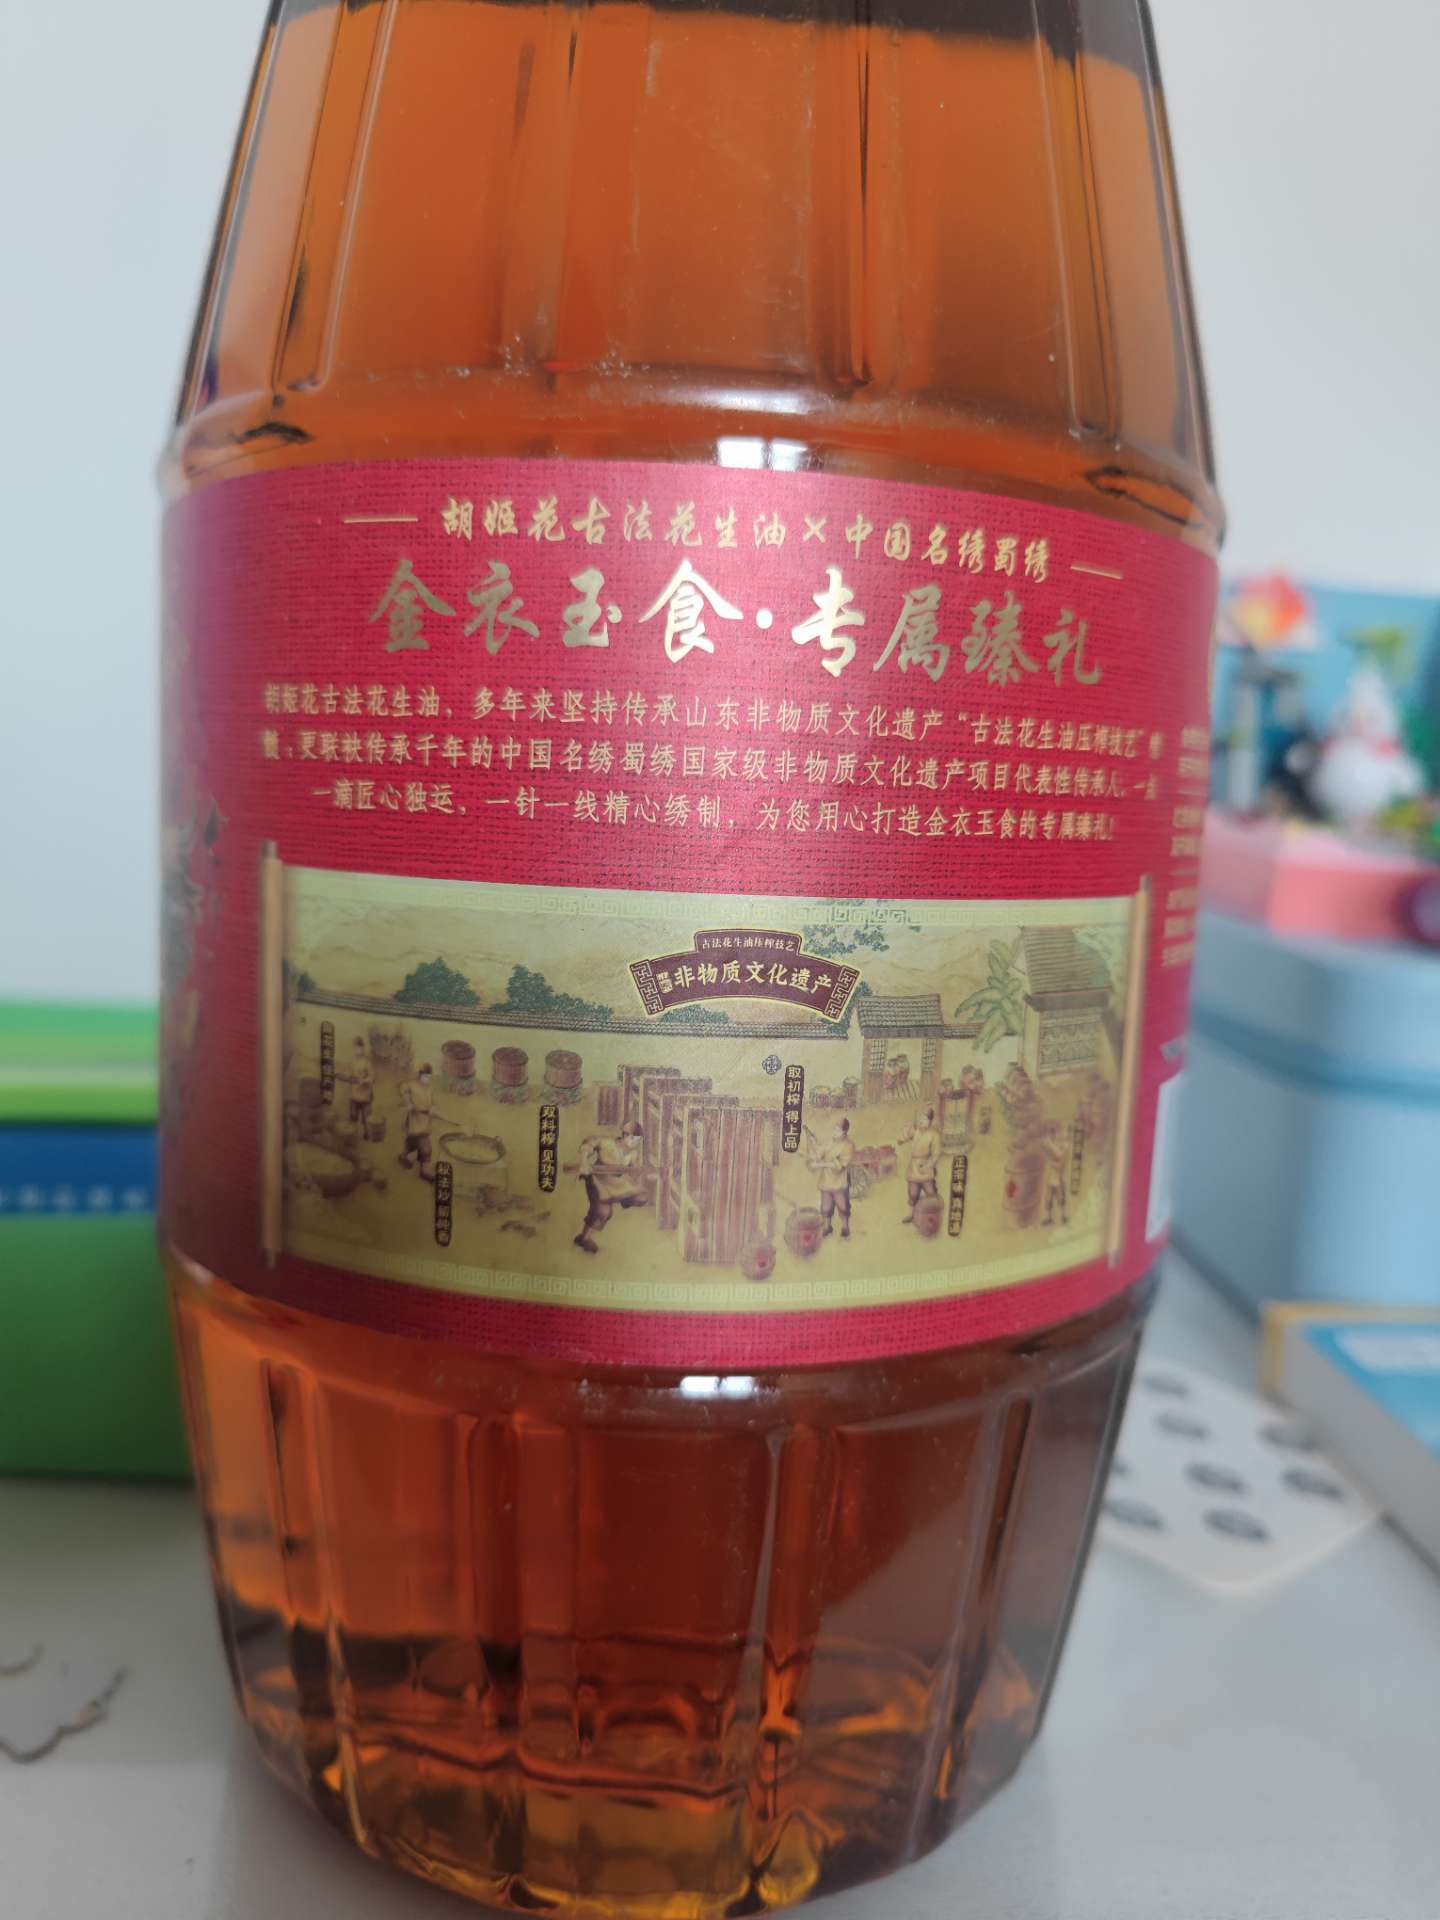 胡姬花古法花生油×中国名绣蜀绣
金衣玉食·专属臻礼
胡姬花古法花生油，多年来坚持传承山东非物质文化遗产“古法花生油压榨技艺”精
髓，更联袂传承千年的中国名绣蜀绣国家级非物质文化遗产项目代表性传承人，一点
一滴匠心独运，一针一线精心绣制，为您用心打造金衣玉食的专属臻礼！
古法花生油压榨技艺
非物质文化遗产
双料榨 见功夫
取初榨 得上品